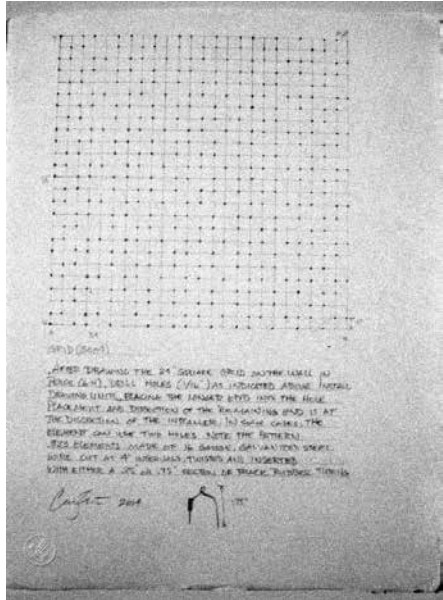 GRID (2004)
AFTER DRAWING THE 24" SQUARE GRID ON THE WALL IN
DRILL HOLES (1/16") AS INDICATED ABOVE. INSTALL
DRAWING UNITS, PLACING THE LONGER END INTO THE HOLE
PLACEMENT AND DIRECTION OF THE REMAINING END IS AT
THE DISCRETION OF THE INSTALLER. IN SOME CASES, THE
ELEMENT CAN USE TWO HOLES. NOTE THE PATTERN.
ELEMENTS MADE OF 16 GAUGE, GALVANIZED STEEL
WIRE CUT AT 4" INTERVALS, TWISTED AND INSERTED
WITH EITHER A .25 OR .75" SECTION OF BLACK RUBBER TUBING
2004